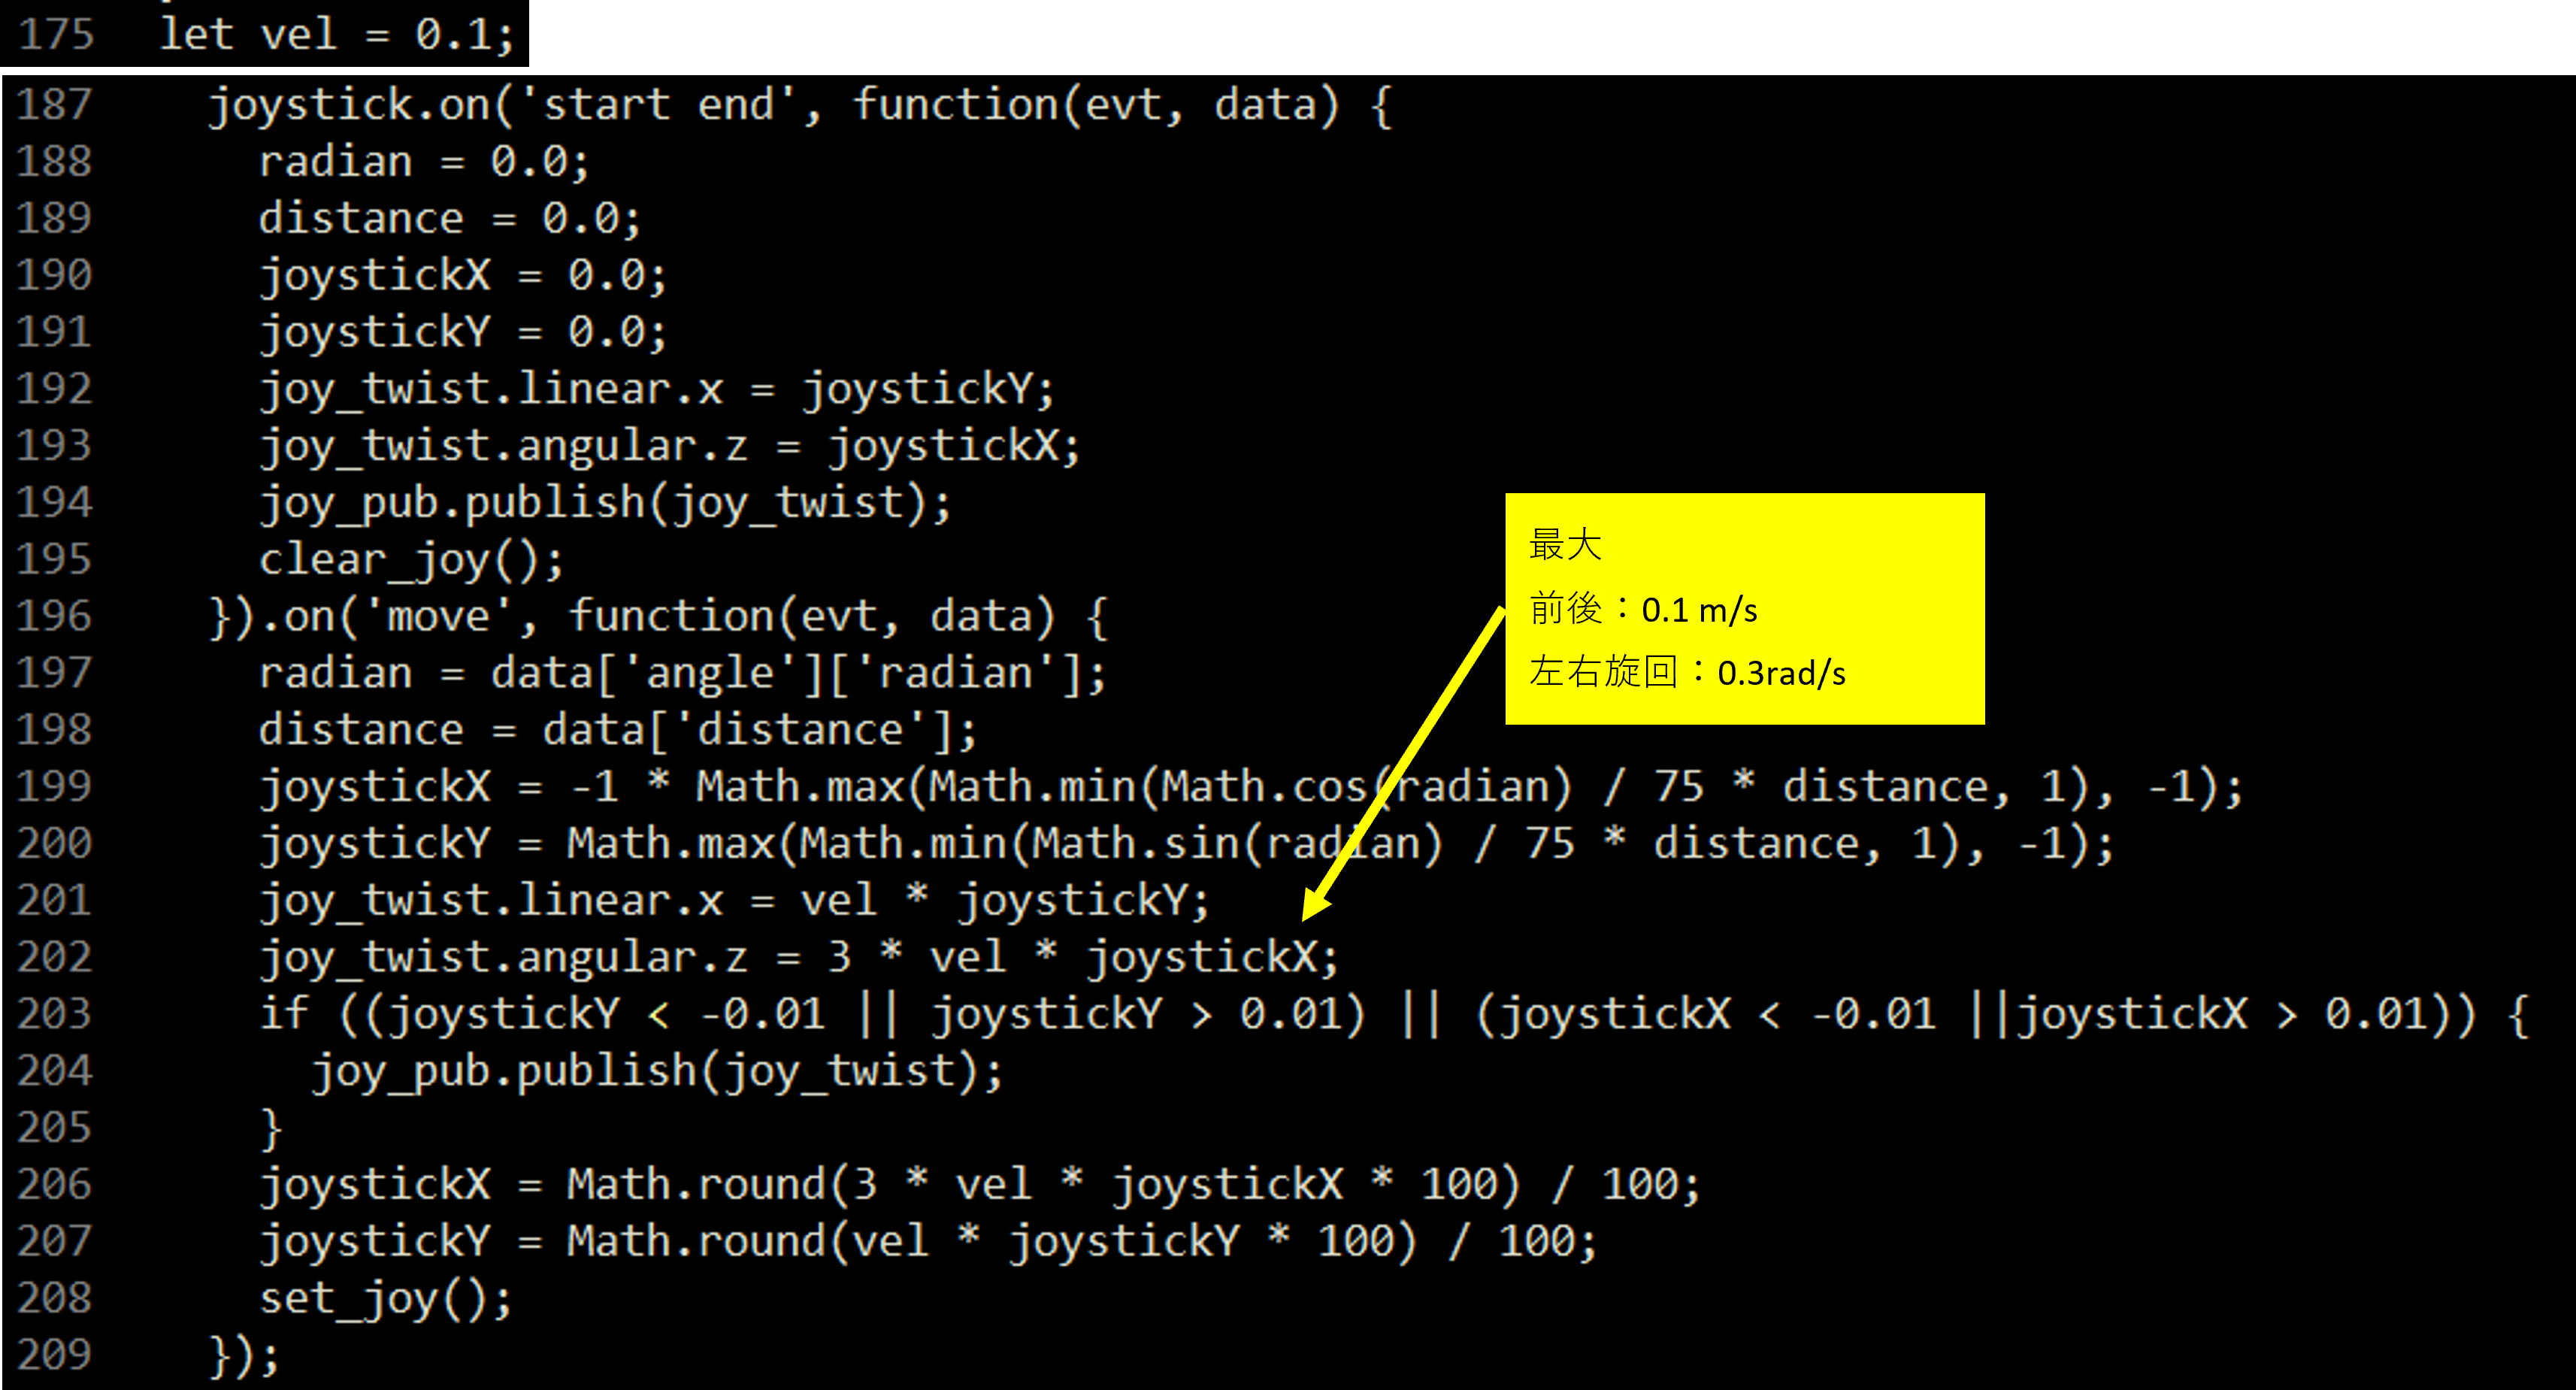 175 let vel = 0.1;
187 joystick.on('start end', function(evt, data) {
188 radian = 0.0;
189 distance = 0.0;
190 joystickX = 0.0;
191 joystickY = 0.0;
192 joy_twist.linear.x = joystickY;
193 joy_twist.angular.z = joystickX;
194 joy_pub.publish(joy_twist);
195 clear_joy();
196 }).on('move', function(evt, data) {
197 radian = data['angle']['radian'];
198 distance = data['distance'];
199 joystickX = -1 * Math.max(Math.min(Math.cos(radian) / 75 * distance, 1), -1);
200 joystickY = Math.max(Math.min(Math.sin(radian) / 75 * distance, 1), -1);
201 joy_twist.linear.x = vel * joystickY;
202 joy_twist.angular.z = 3 * vel * joystickX;
203 if ((joystickY < -0.01 || joystickY > 0.01) || (joystickX < -0.01 ||joystickX > 0.01)) {
204 joy_pub.publish(joy_twist);
205 }
206 joystickX = Math.round(3 * vel * joystickX * 100) / 100;
207 joystickY = Math.round(vel * joystickY * 100) / 100;
208 set_joy();
209 });
最大
前後：0.1 m/s
左右旋回：0.3rad/s